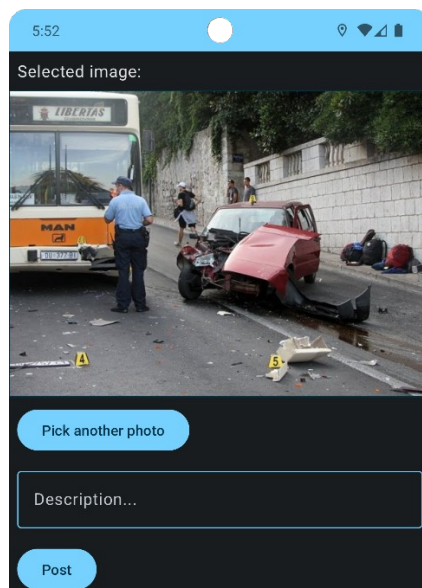 5:52
Selected image:
LIBERTAS
MAN
4
5
Pick another photo
Description...
Post